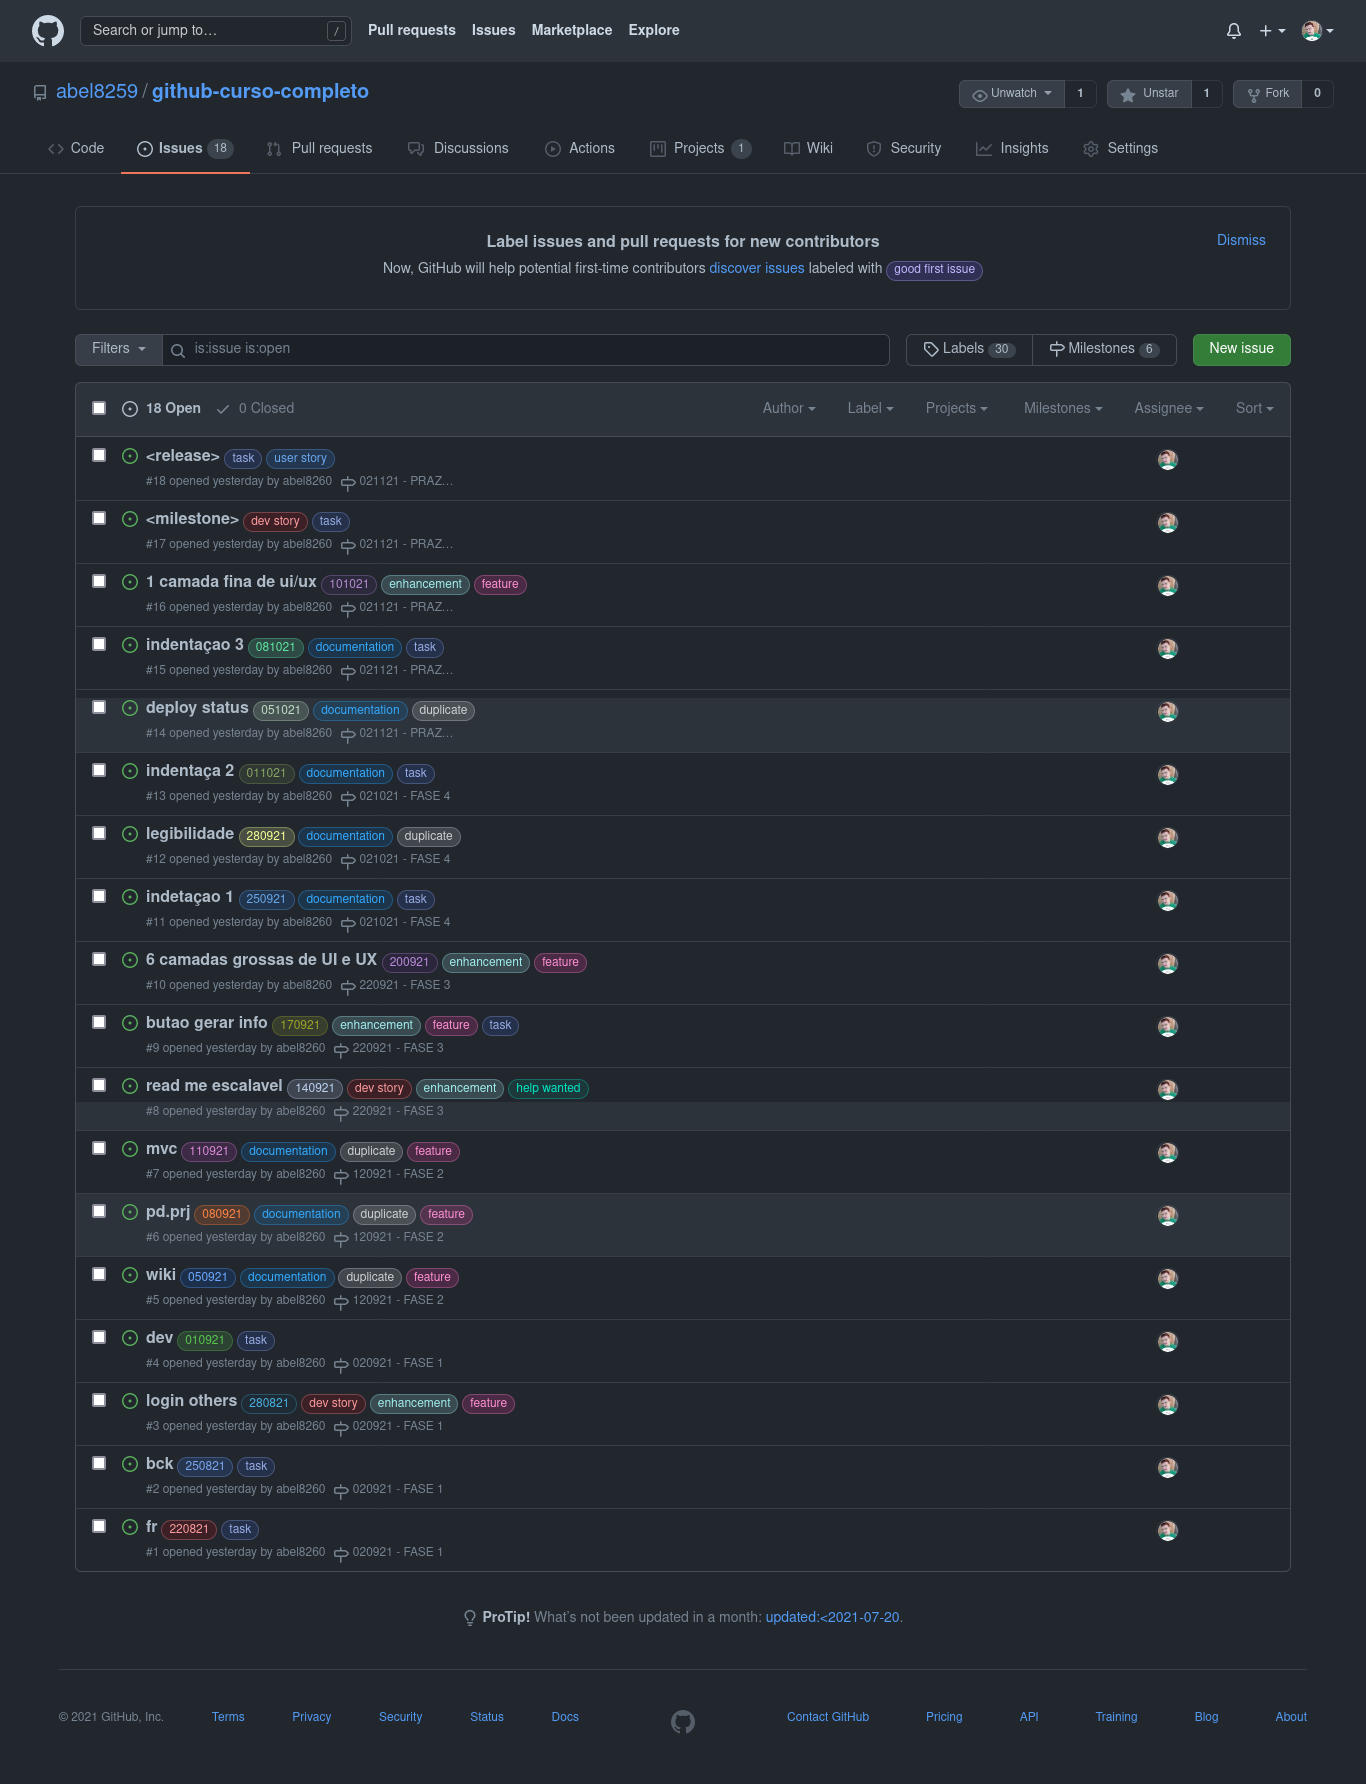 Search or jump to… / Pull requests Issues Marketplace Explore
abel8259 / github-curso-completo Unwatch 1 Unstar 1 Fork 0
Code Issues 18 Pull requests Discussions Actions Projects 1 Wiki Security Insights Settings
Label issues and pull requests for new contributors Dismiss
Now, GitHub will help potential first-time contributors discover issues labeled with good first issue
Filters is:issue is:open Labels 30 Milestones 6 New issue
18 Open 0 Closed Author Label Projects Milestones Assignee Sort
<release> task user story
#18 opened yesterday by abel8260 021121 - PRAZ…
<milestone> dev story task
#17 opened yesterday by abel8260 021121 - PRAZ…
1 camada fina de ui/ux 101021 enhancement feature
#16 opened yesterday by abel8260 021121 - PRAZ…
indentaçao 3 081021 documentation task
#15 opened yesterday by abel8260 021121 - PRAZ…
deploy status 051021 documentation duplicate
#14 opened yesterday by abel8260 021121 - PRAZ…
indentaça 2 011021 documentation task
#13 opened yesterday by abel8260 021021 - FASE 4
legibilidade 280921 documentation duplicate
#12 opened yesterday by abel8260 021021 - FASE 4
indetaçao 1 250921 documentation task
#11 opened yesterday by abel8260 021021 - FASE 4
6 camadas grossas de UI e UX 200921 enhancement feature
#10 opened yesterday by abel8260 220921 - FASE 3
butao gerar info 170921 enhancement feature task
#9 opened yesterday by abel8260 220921 - FASE 3
read me escalavel 140921 dev story enhancement help wanted
#8 opened yesterday by abel8260 220921 - FASE 3
mvc 110921 documentation duplicate feature
#7 opened yesterday by abel8260 120921 - FASE 2
pd.prj 080921 documentation duplicate feature
#6 opened yesterday by abel8260 120921 - FASE 2
wiki 050921 documentation duplicate feature
#5 opened yesterday by abel8260 120921 - FASE 2
dev 010921 task
#4 opened yesterday by abel8260 020921 - FASE 1
login others 280821 dev story enhancement feature
#3 opened yesterday by abel8260 020921 - FASE 1
bck 250821 task
#2 opened yesterday by abel8260 020921 - FASE 1
fr 220821 task
#1 opened yesterday by abel8260 020921 - FASE 1
ProTip! What's not been updated in a month: updated:<2021-07-20.
© 2021 GitHub, Inc. Terms Privacy Security Status Docs Contact GitHub Pricing API Training Blog About